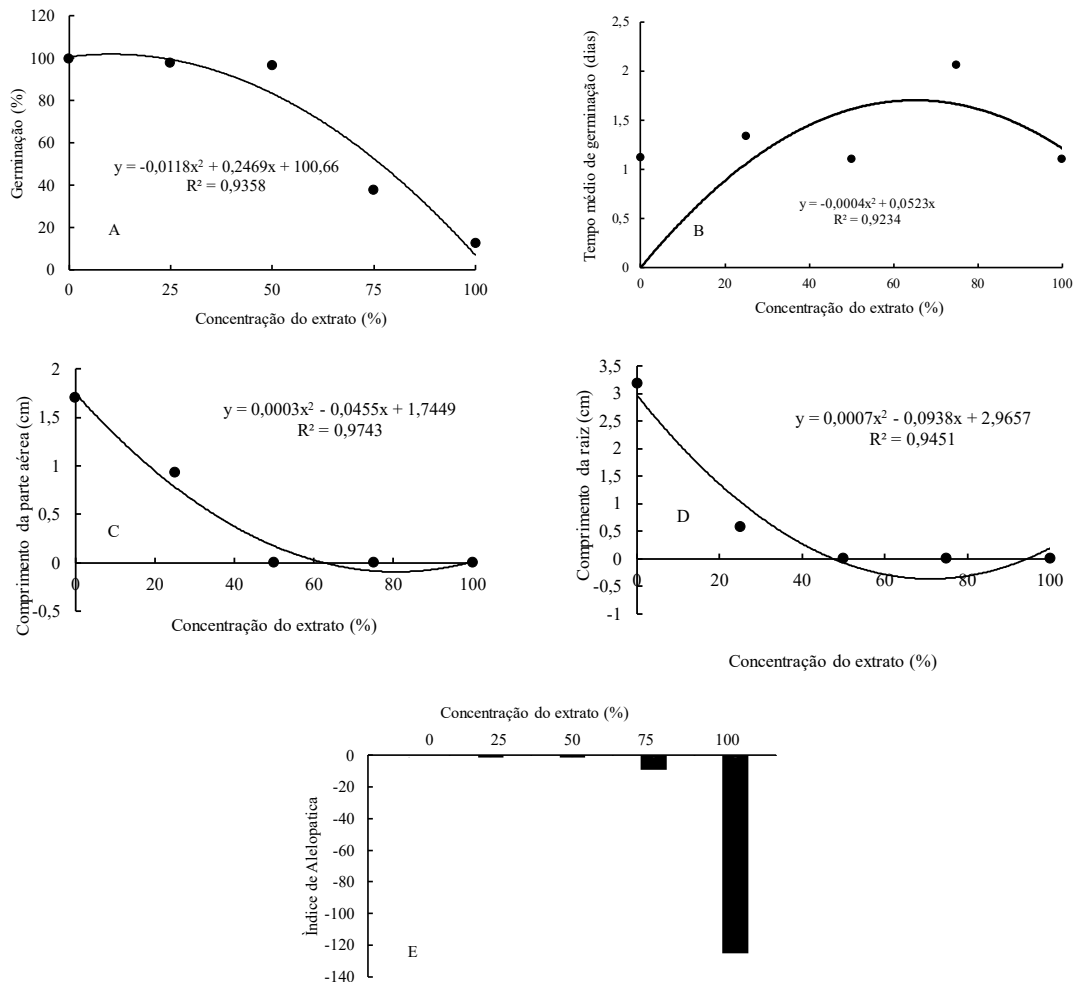 120
100
80
60
40
20
0
Germinação (%)
y = -0,0118x² + 0,2469x + 100,66
R² = 0,9358
A
0 25 50 75 100
Concentração do extrato (%)
2,5
2
1,5
1
0,5
0
Tempo médio de germinação (dias)
y = -0,0004x² + 0,0523x
R² = 0,9234
B
0 20 40 60 80 100
Concentração do extrato (%)
2
1,5
1
0,5
0
-0,5
Comprimento da parte aérea (cm)
y = 0,0003x² - 0,0455x + 1,7449
R² = 0,9743
C
0 20 40 60 80 100
Concentração do extrato (%)
3,5
3
2,5
2
1,5
1
0,5
0
-0,5
-1
Comprimento da raiz (cm)
y = 0,0007x² - 0,0938x + 2,9657
R² = 0,9451
D
0 20 40 60 80 100
Concentração do extrato (%)
Concentração do extrato (%)
0 25 50 75 100
0
-20
-40
-60
-80
-100
-120
-140
Ìndice de Alelopatica
E